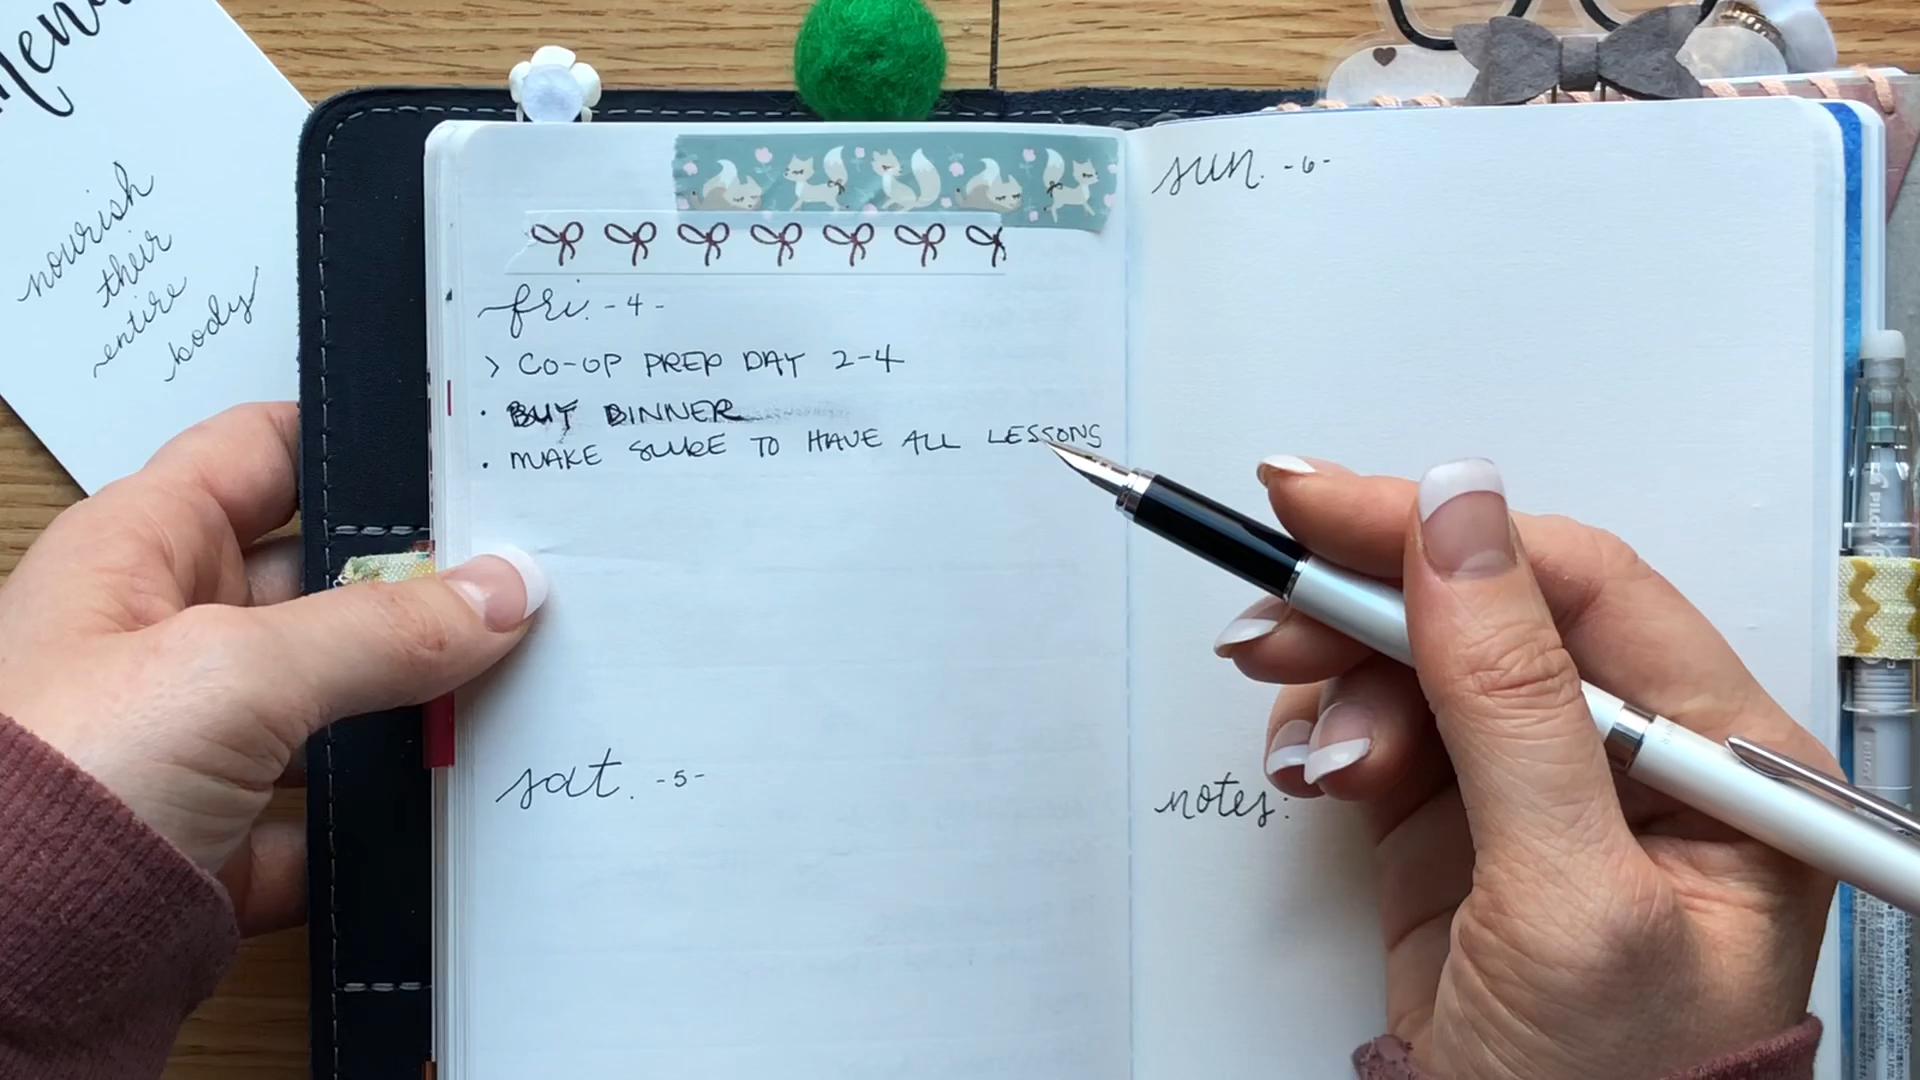 nourish
their
entire
body
fri. -4-
> CO-OP PREP DAY 2-4
• BUY DINNER
• MAKE SURE TO HAVE ALL LESSONS
sat. -5-
sun. -6-
notes:
PILOT